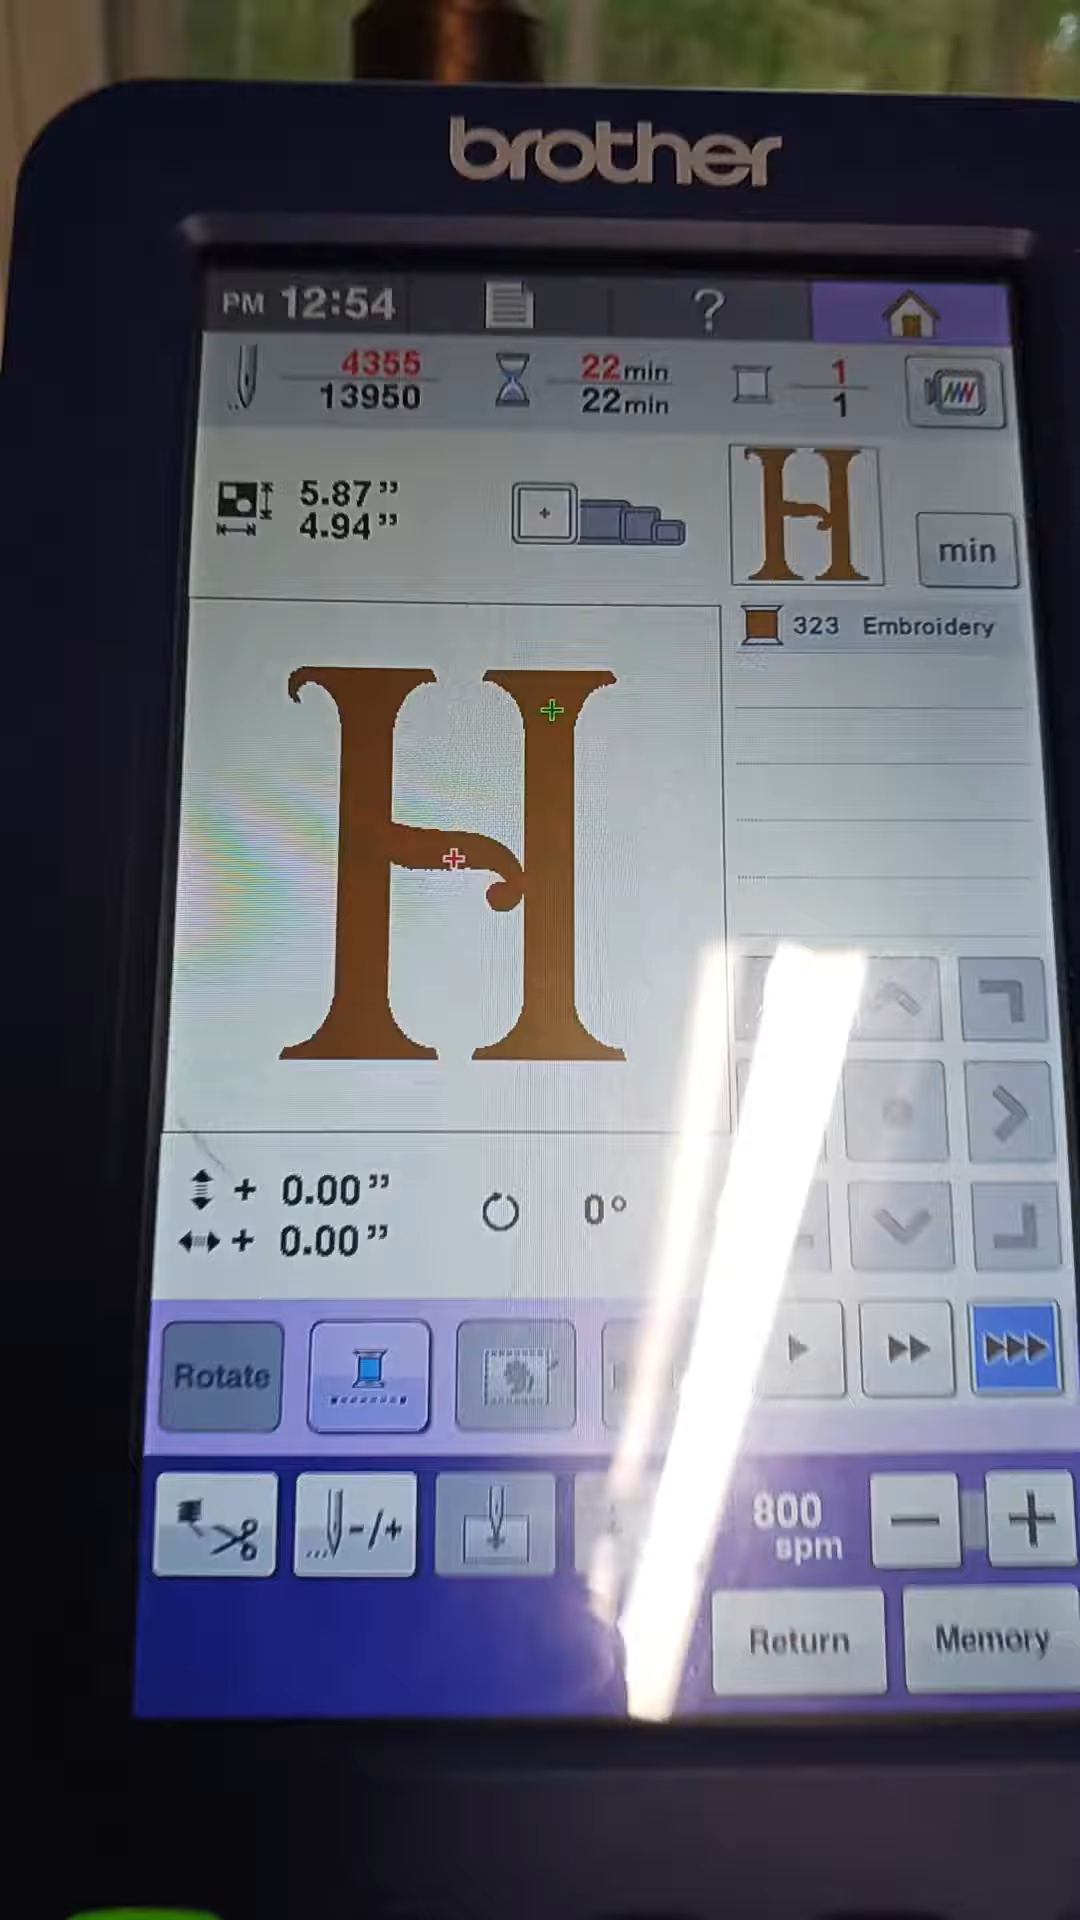 brother
PM 12:54 ?
4355 22min 1
13950 22min 1
5.87"
4.94"
H
min
323 Embroidery
H
+ 0.00"
+ 0.00"
0°
Rotate
-/+
800
spm
− +
Return Memory